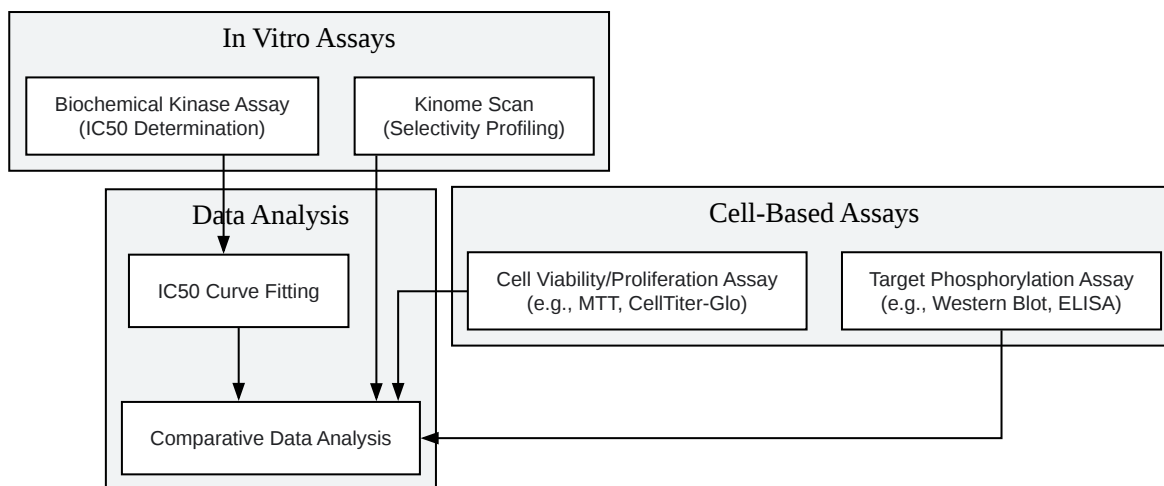 In Vitro Assays
Biochemical Kinase Assay
(IC50 Determination)
Kinome Scan
(Selectivity Profiling)
Data Analysis
IC50 Curve Fitting
Comparative Data Analysis
Cell-Based Assays
Cell Viability/Proliferation Assay
(e.g., MTT, CellTiter-Glo)
Target Phosphorylation Assay
(e.g., Western Blot, ELISA)